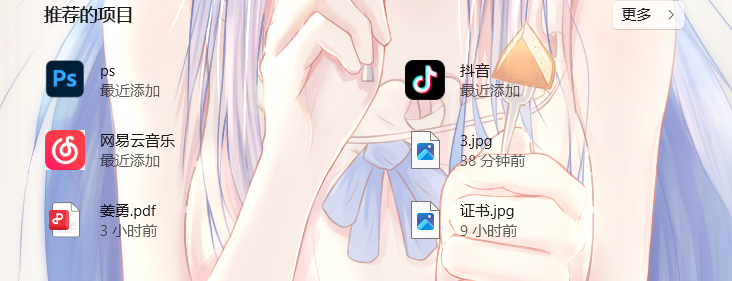 推荐的项目
更多
ps
最近添加
抖音
最近添加
网易云音乐
最近添加
3.jpg
38 分钟前
姜勇.pdf
3 小时前
证书.jpg
9 小时前